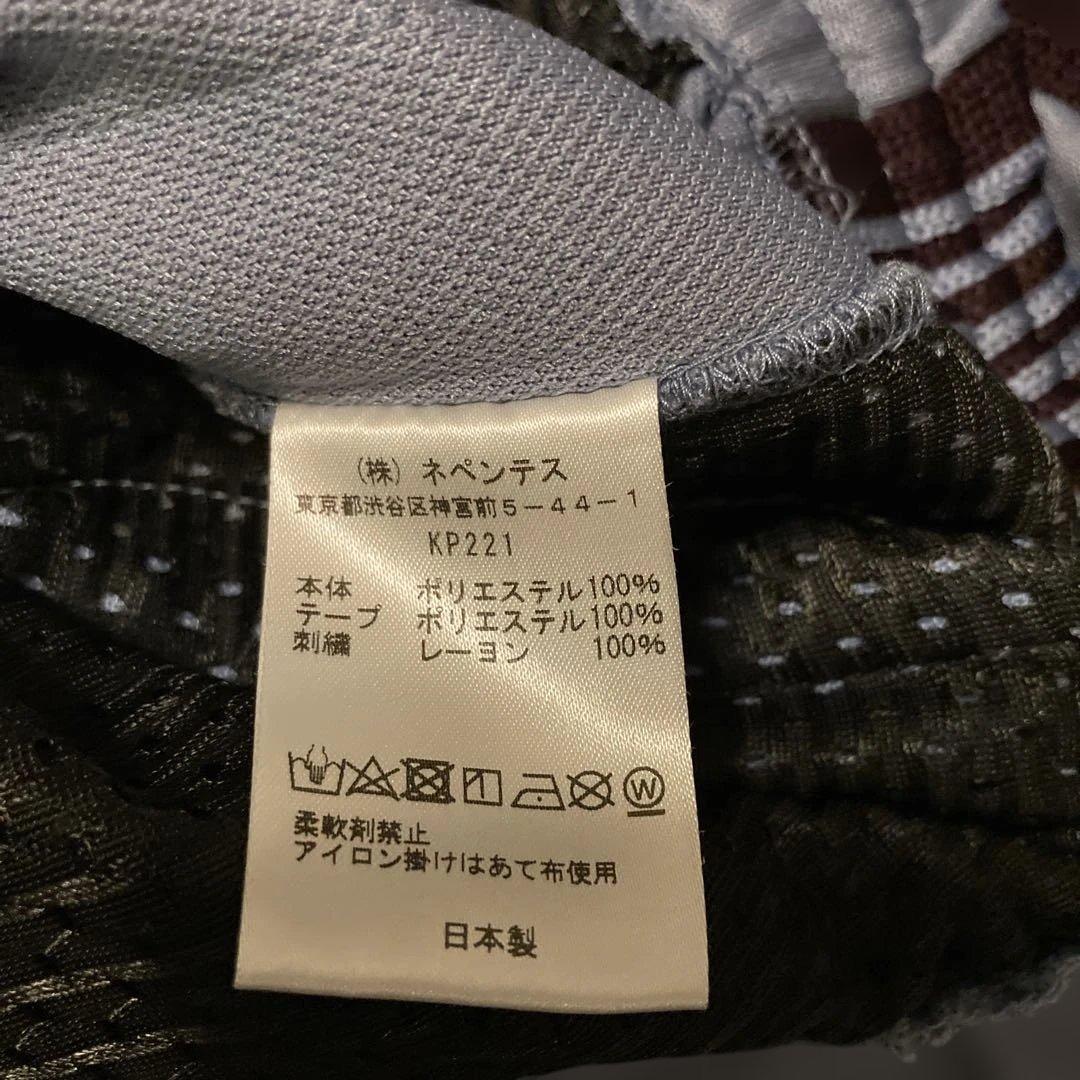 (株) ネペンテス
東京都渋谷区神宮前5-44-1
KP221
本体 ポリエステル100%
テープ ポリエステル100%
刺繍 レーヨン 100%
W
柔軟剤禁止
アイロン掛けはあて布使用
日本製